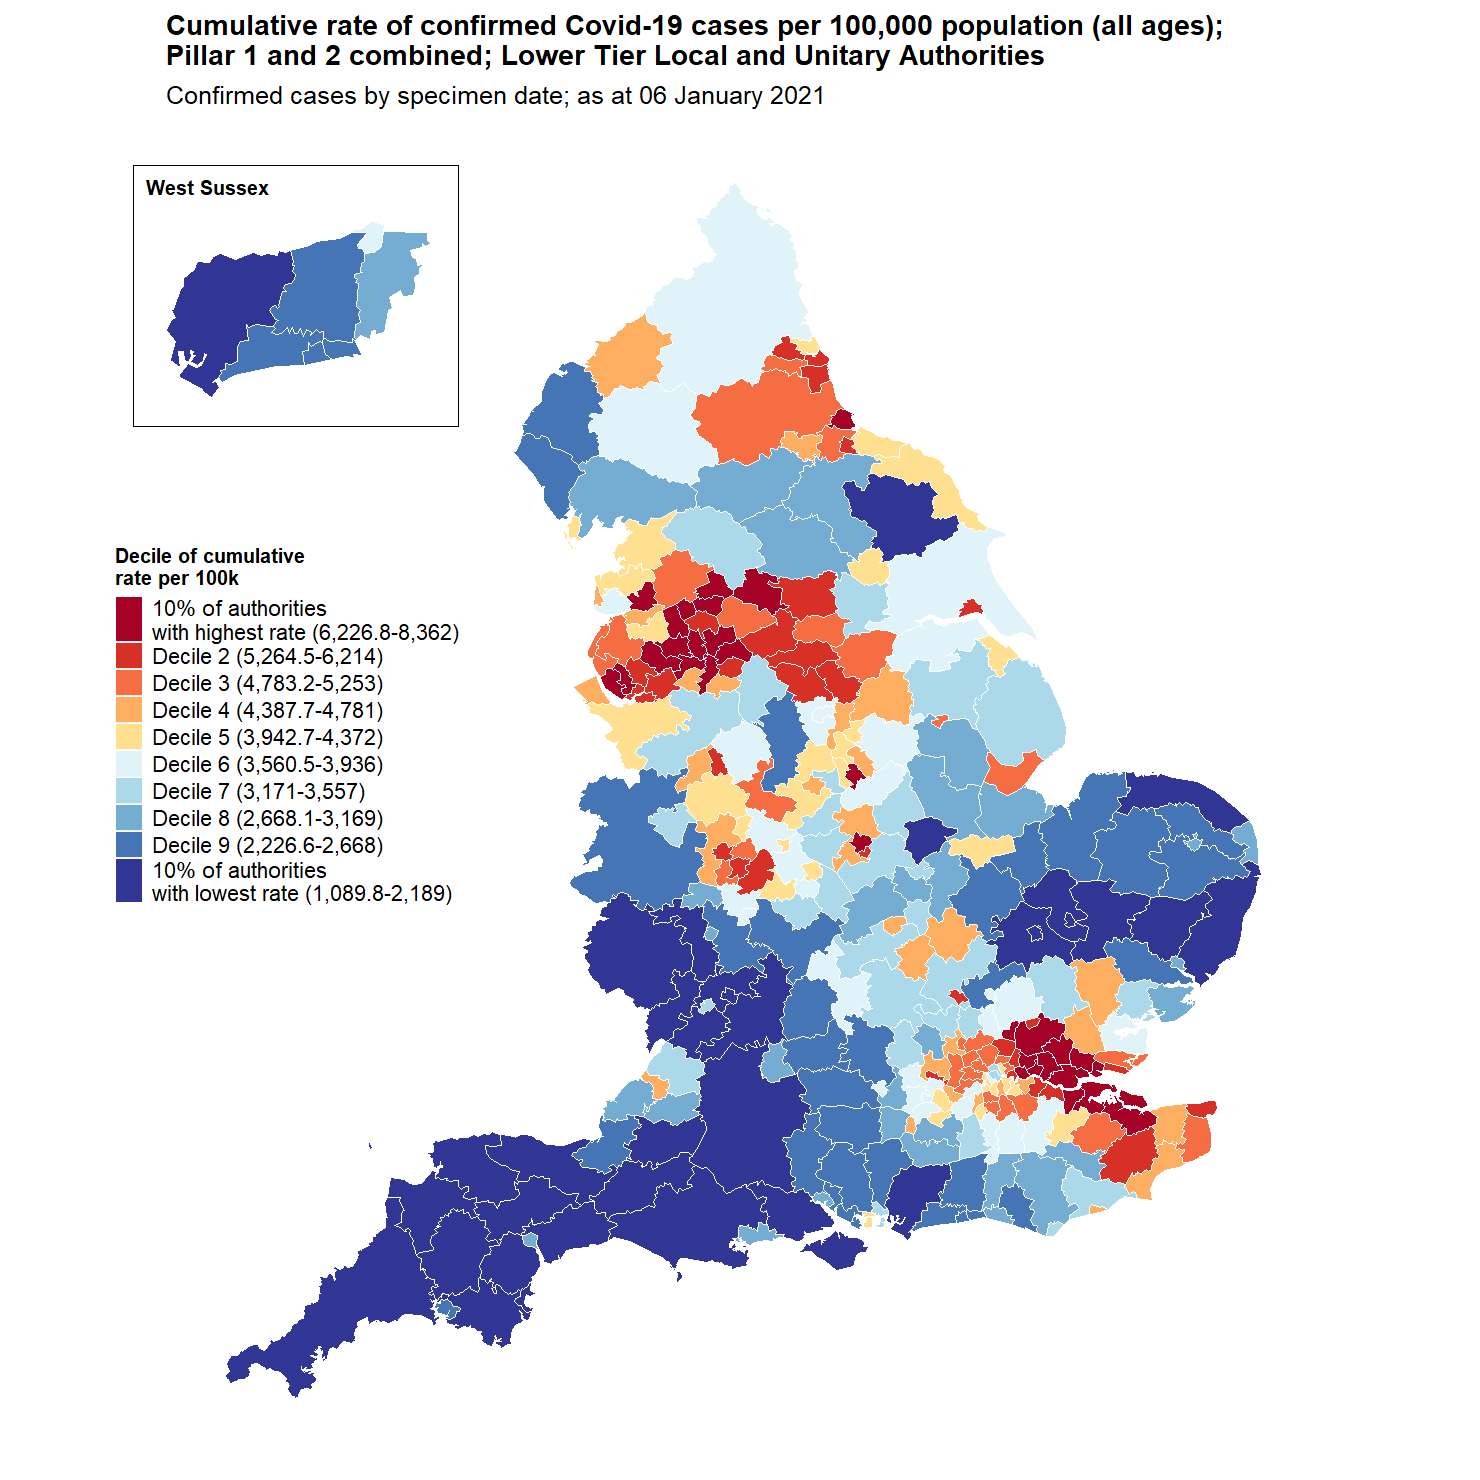 Cumulative rate of confirmed Covid-19 cases per 100,000 population (all ages);
Pillar 1 and 2 combined; Lower Tier Local and Unitary Authorities
Confirmed cases by specimen date; as at 06 January 2021
West Sussex
Decile of cumulative
rate per 100k
10% of authorities
with highest rate (6,226.8-8,362)
Decile 2 (5,264.5-6,214)
Decile 3 (4,783.2-5,253)
Decile 4 (4,387.7-4,781)
Decile 5 (3,942.7-4,372)
Decile 6 (3,560.5-3,936)
Decile 7 (3,171-3,557)
Decile 8 (2,668.1-3,169)
Decile 9 (2,226.6-2,668)
10% of authorities
with lowest rate (1,089.8-2,189)